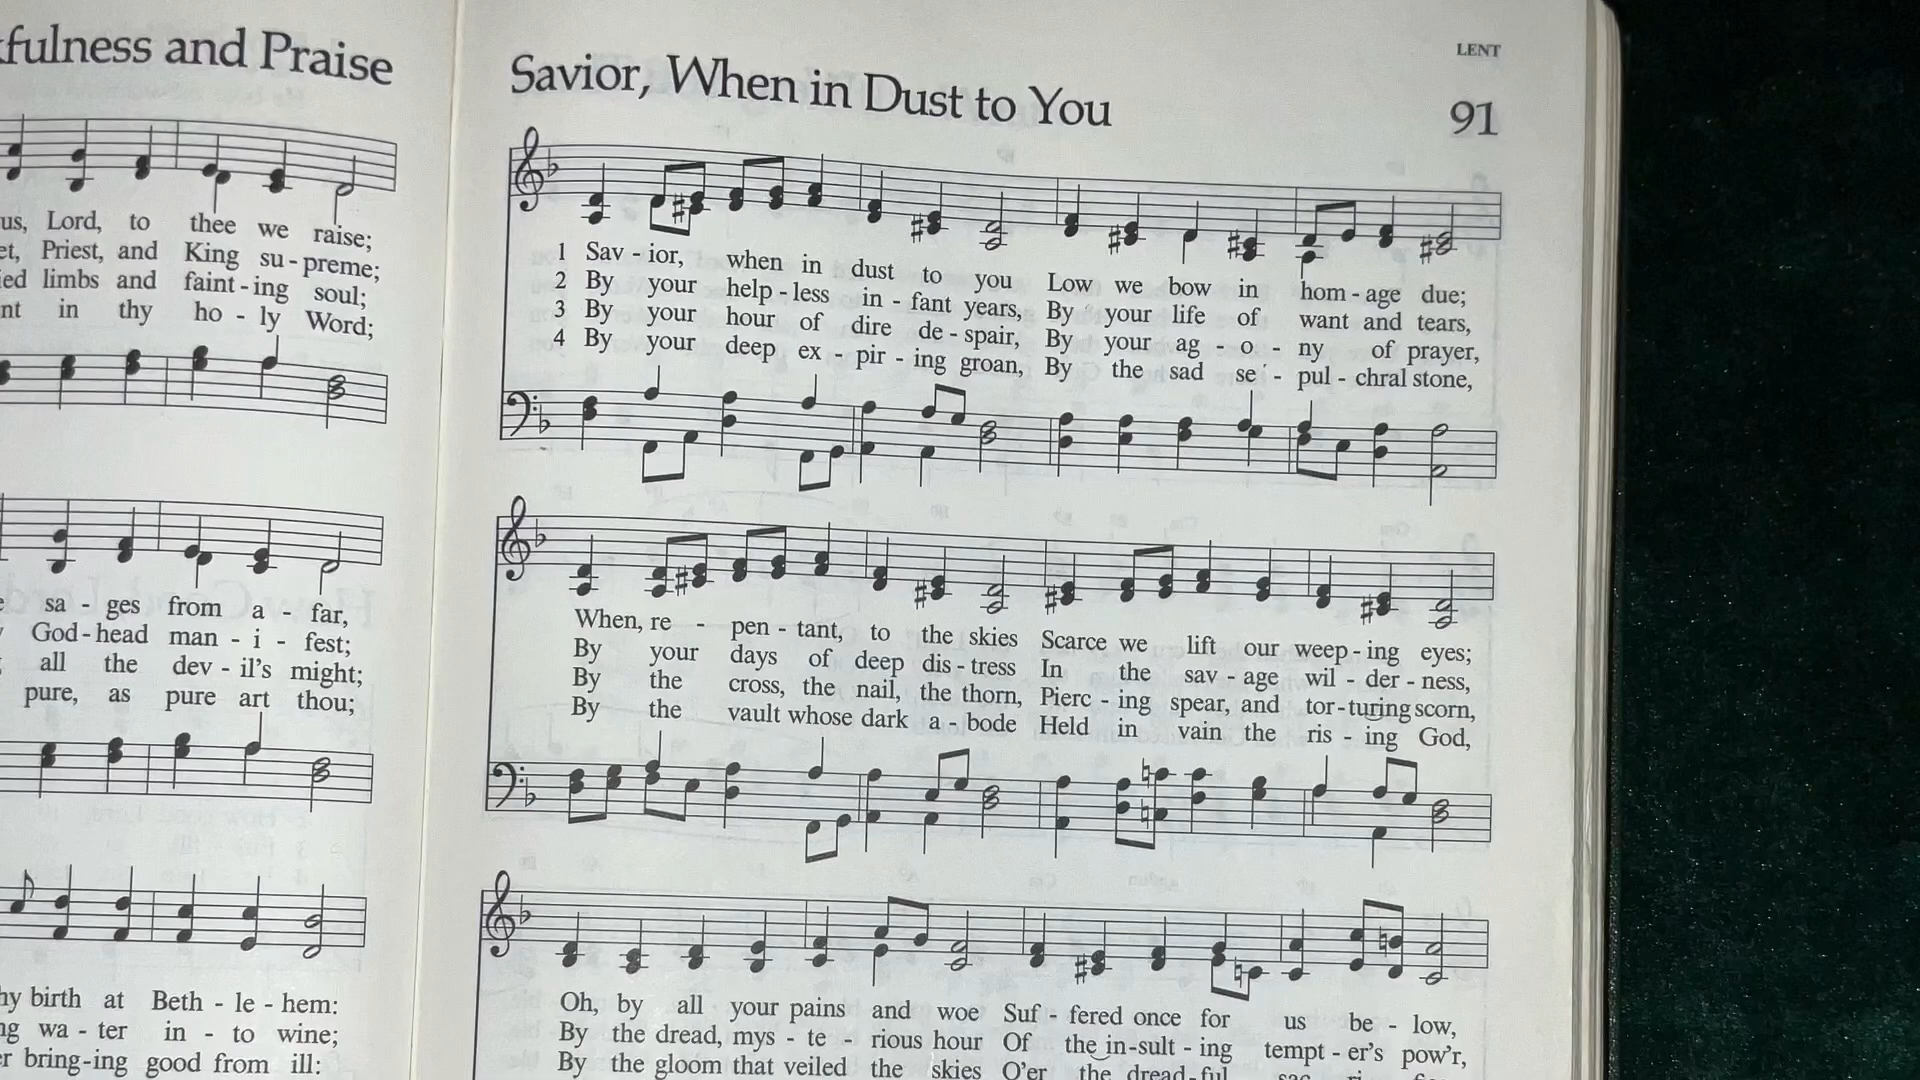 fulness and Praise
us, Lord, to thee we raise;
Priest, and King su - preme;
limbs and faint - ing soul;
in thy ho - ly Word;
sa - ges from a - far,
God - head man - i - fest;
all the dev - il's might;
pure, as pure art thou;
birth at Beth - le - hem:
wa - ter in - to wine;
bring - ing good from ill:
LENT
Savior, When in Dust to You
91
1 Sav - ior, when in dust to you Low we bow in hom - age due;
2 By your help - less in - fant years, By your life of want and tears,
3 By your hour of dire de - spair, By your ag - o - ny of prayer,
4 By your deep ex - pir - ing groan, By the sad se - pul - chral stone,
When, re - pen - tant, to the skies Scarce we lift our weep - ing eyes;
By your days of deep dis - tress In the sav - age wil - der - ness,
By the cross, the nail, the thorn, Pierc - ing spear, and tor - turing scorn,
By the vault whose dark a - bode Held in vain the ris - ing God,
Oh, by all your pains and woe Suf - fered once for us be - low,
By the dread, mys - te - rious hour Of the in - sult - ing tempt - er's pow'r,
By the gloom that veiled the skies O'er the dread - ful